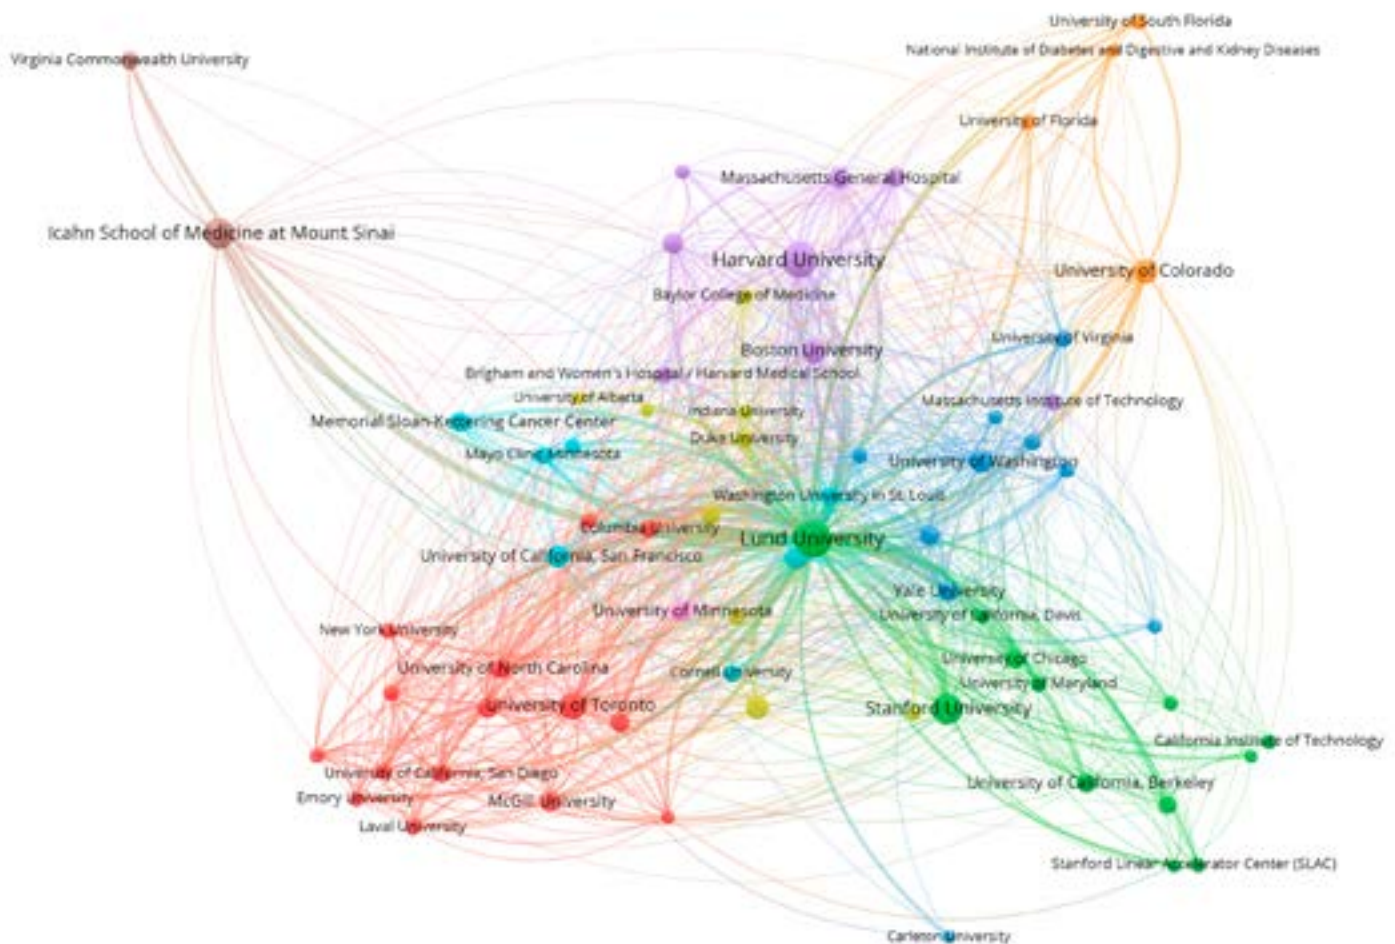 University of South Florida
National Institute of Diabetes and Digestive and Kidney Diseases
Virginia Commonwealth University
University of Florida
Massachusetts General Hospital
Icahn School of Medicine at Mount Sinai
Harvard University
University of Colorado
Baylor College of Medicine
University of Virginia
Boston University
Brigham and Women's Hospital / Harvard Medical School
University of Alberta
Massachusetts Institute of Technology
Indiana University
Memorial Sloan-Kettering Cancer Center
Duke University
Mayo Clinic Minnesota
University of Washington
Washington University in St. Louis
Columbia University
Lund University
University of California, San Francisco
Yale University
University of Minnesota
University of California, Davis
New York University
University of Chicago
University of North Carolina
Cornell University
University of Maryland
University of Toronto
Stanford University
California Institute of Technology
University of California, San Diego
University of California, Berkeley
Emory University
McGill University
Laval University
Stanford Linear Accelerator Center (SLAC)
Carleton University